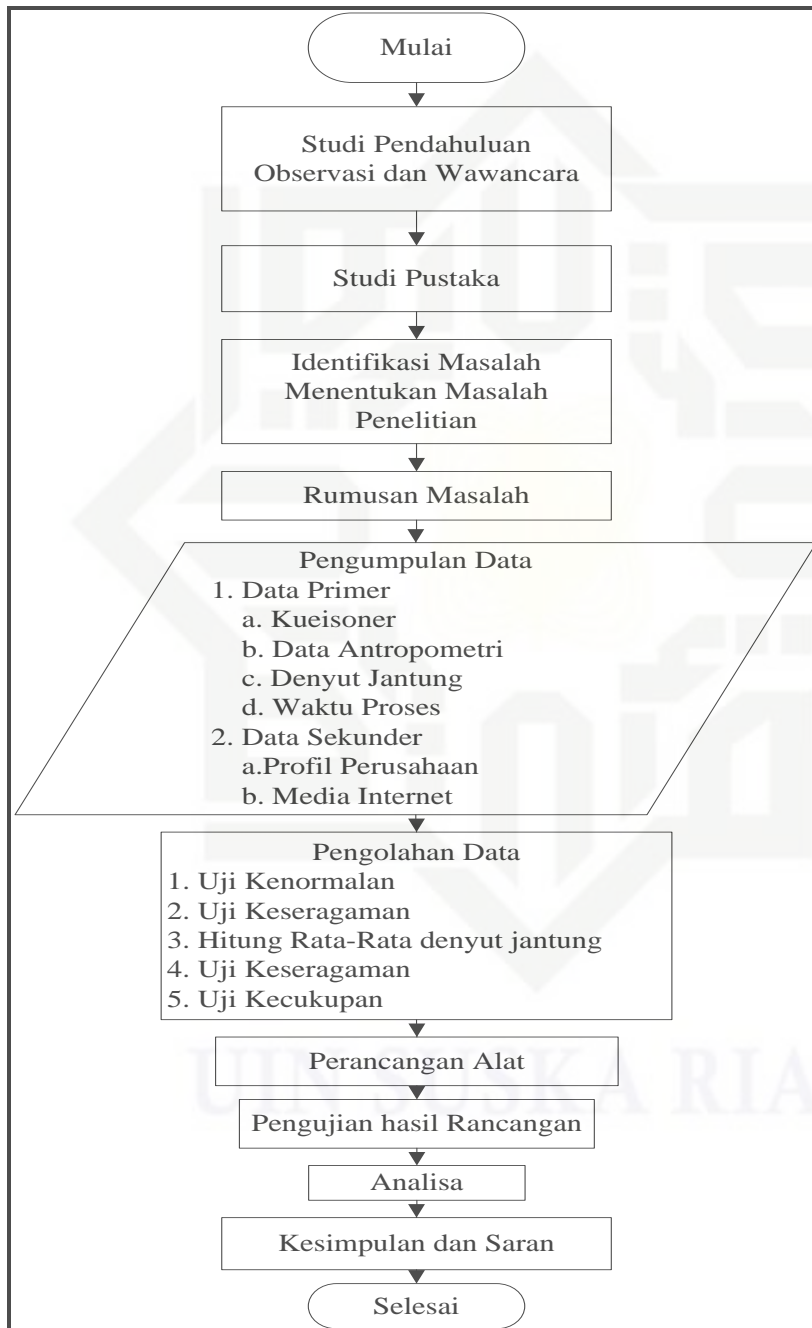 Mulai
Studi Pendahuluan
Observasi dan Wawancara
Studi Pustaka
Identifikasi Masalah
Menentukan Masalah
Penelitian
Rumusan Masalah
Pengumpulan Data
1. Data Primer
a. Kueisoner
b. Data Antropometri
c. Denyut Jantung
d. Waktu Proses
2. Data Sekunder
a.Profil Perusahaan
b. Media Internet
Pengolahan Data
1. Uji Kenormalan
2. Uji Keseragaman
3. Hitung Rata-Rata denyut jantung
4. Uji Keseragaman
5. Uji Kecukupan
Perancangan Alat
UIN SUSKA RIA
Pengujian hasil Rancangan
Analisa
Kesimpulan dan Saran
Selesai